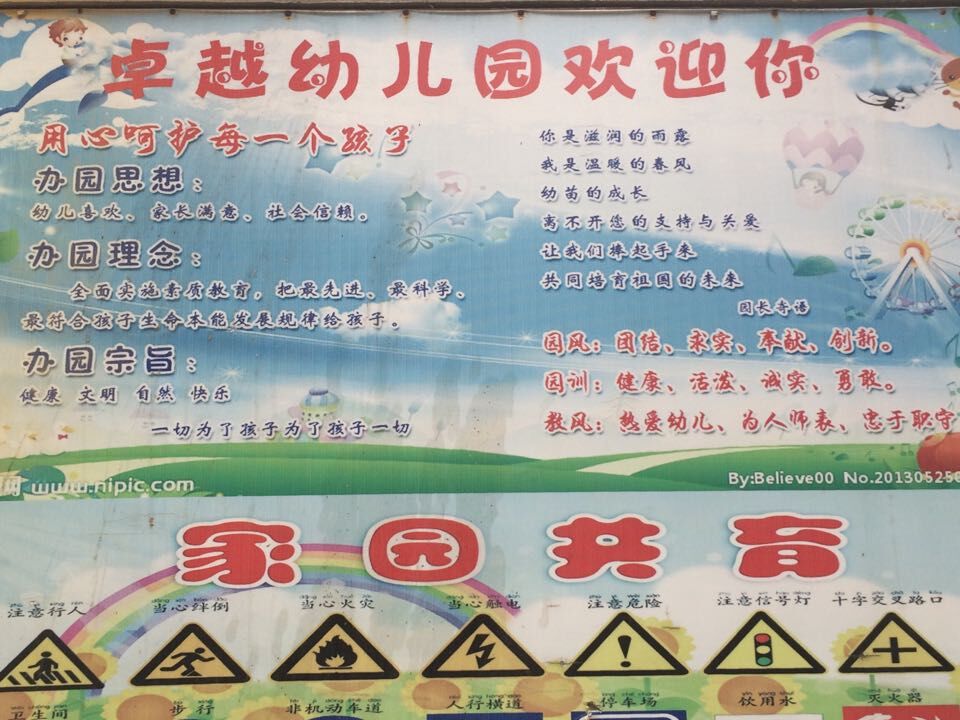 卓越幼儿园欢迎你
用心呵护每一个孩子
办园思想：
幼儿喜欢、家长满意、社会信赖。
办园理念：
全面实施素质教育，把最先进、最科学、
最符合孩子生命本能发展规律给孩子。
办园宗旨：
健康 文明 自然 快乐
一切为了孩子为了孩子一切
你是滋润的雨露
我是温暖的春风
幼苗的成长
离不开您的支持与关爱
让我们捧起手来
共同培育祖国的未来
园长寄语
园风：团结、求实、奉献、创新。
园训：健康、活泼、诚实、勇敢。
教风：热爱幼儿、为人师表、忠于职守
网 www.nipic.com
By:Believe00 No.20130525
家园共育
注意行人 当心绊倒 当心火灾 当心触电 注意危险 注意信号灯 十字交叉路口
卫生间 步行 非机动车道 人行横道 停车场 饮用水 灭火器